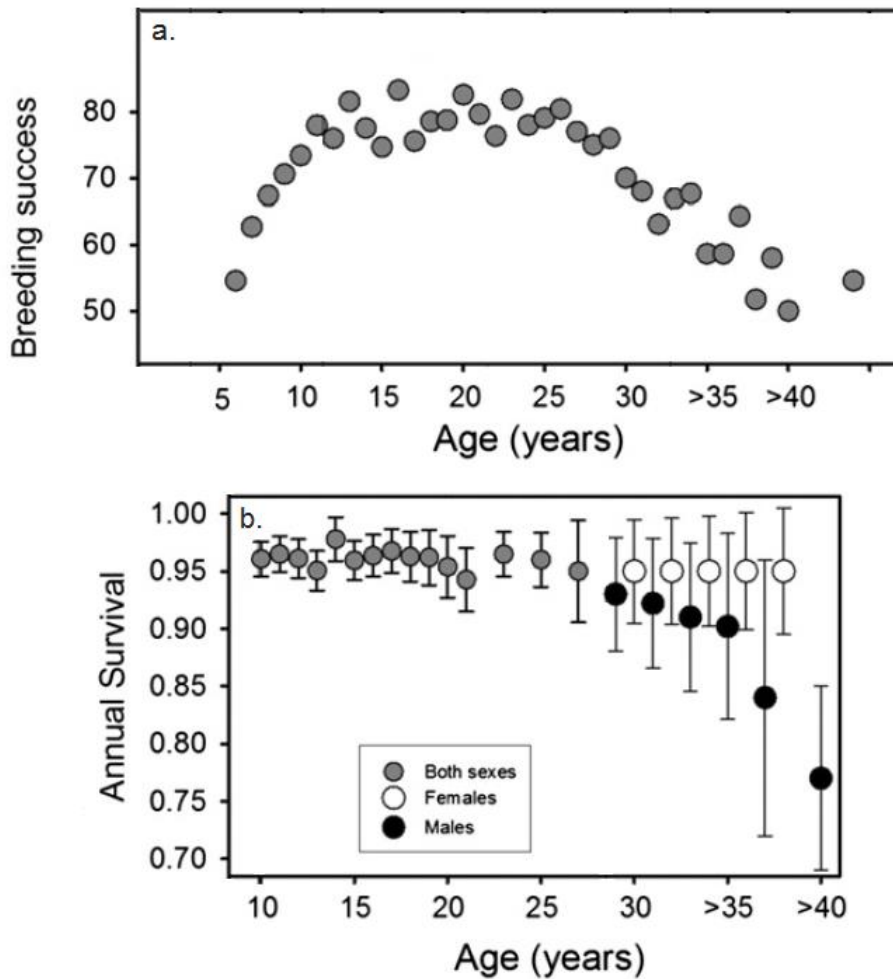 a.
Breeding success
80
70
60
50
5 10 15 20 25 30 >35 >40
Age (years)
b.
Annual Survival
1.00
0.95
0.90
0.85
0.80
0.75
0.70
Both sexes
Females
Males
10 15 20 25 30 >35 >40
Age (years)